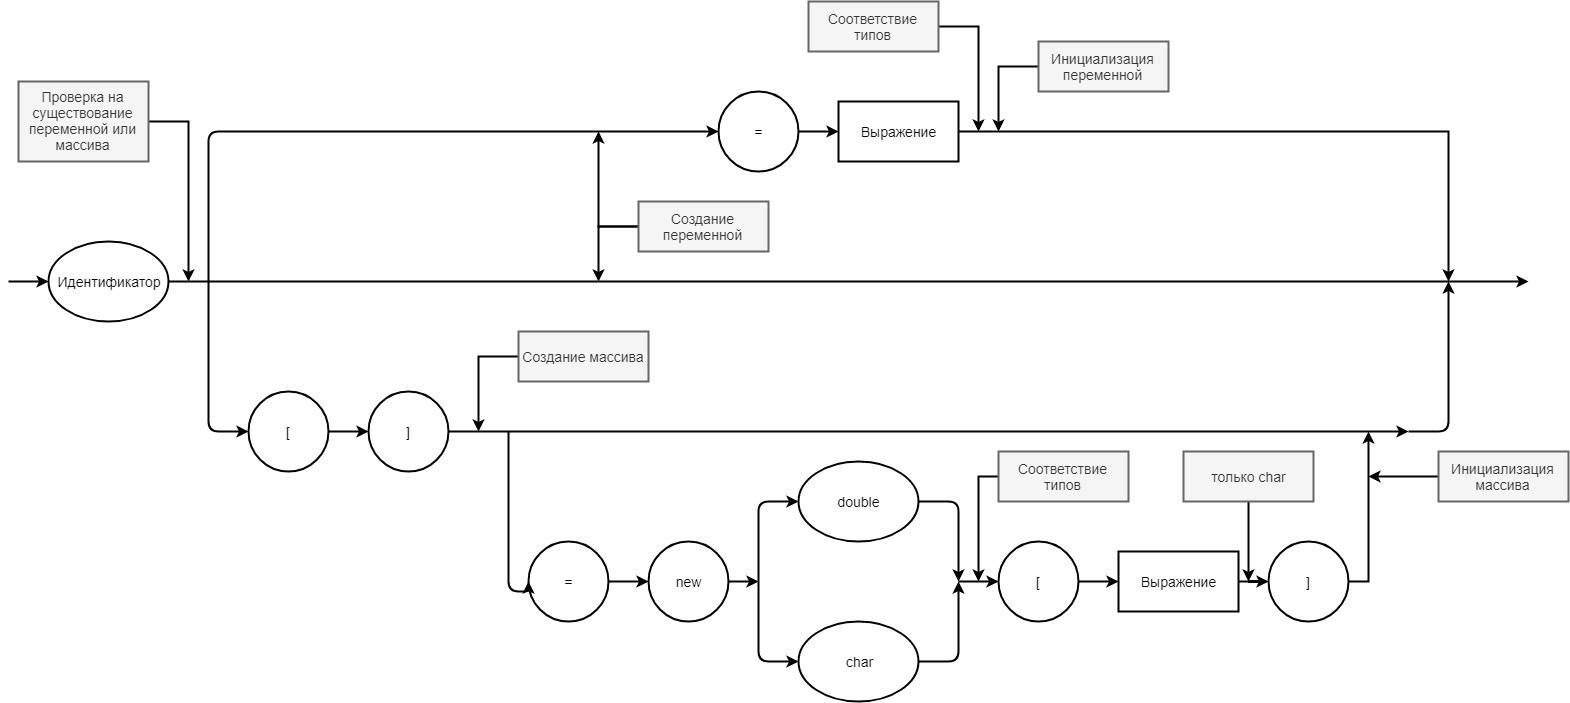 Соответствие
типов
Инициализация
переменной
Проверка на
существование
переменной или
массива
=
Выражение
Создание
переменной
Идентификатор
Создание массива
[
]
Соответствие
типов
только char
Инициализация
массива
double
=
new
[
Выражение
]
char